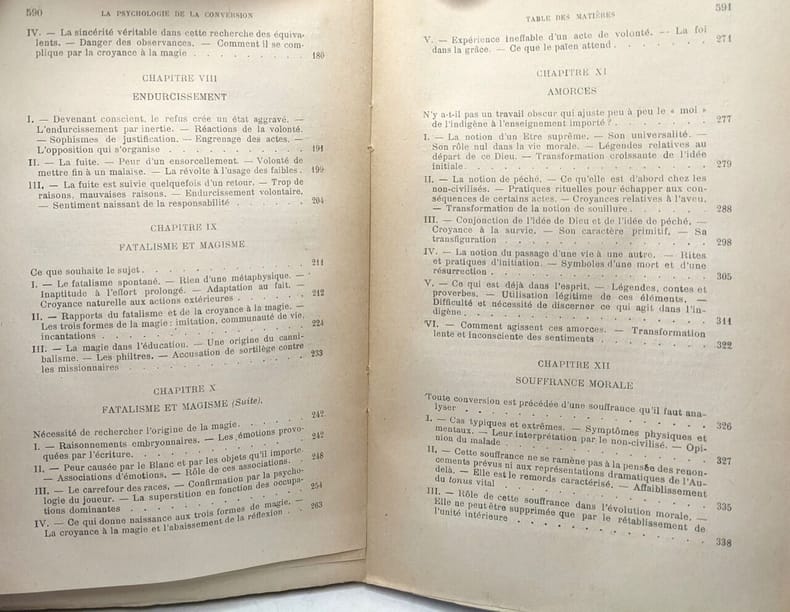 590 LA PSYCHOLOGIE DE LA CONVERSION
IV. — La sincérité véritable dans cette recherche des équiva-
lents. — Danger des observances. — Comment il se com-
plique par la croyance à la magie . . . . . . . . 180
CHAPITRE VIII
ENDURCISSEMENT
I. — Devenant conscient, le refus crée un état aggravé. —
L'endurcissement par inertie. — Réactions de la volonté.
— Sophismes de justification. — Engrenage des actes. —
L'opposition qui s'organise . . . . . . . . . . 191
II. — La fuite. — Peur d'un ensorcellement. — Volonté de
mettre fin à un malaise. — La révolte à l'usage des faibles . 199
III. — La fuite est suivie quelquefois d'un retour. — Trop de
raisons, mauvaises raisons. — Endurcissement volontaire.
— Sentiment naissant de la responsabilité . . . . . . 204
CHAPITRE IX
FATALISME ET MAGISME
Ce que souhaite le sujet . . . . . . . . . . . 211
I. — Le fatalisme spontané. — Rien d'une métaphysique. —
Inaptitude à l'effort prolongé. — Adaptation au fait. —
Croyance naturelle aux actions extérieures . . . . . . 212
II. — Rapports du fatalisme et de la croyance à la magie. —
Les trois formes de la magie : imitation, communauté de vie,
incantations . . . . . . . . . . . . . . 224
III. — La magie dans l'éducation. — Une origine du canni-
balisme. — Les philtres. — Accusation de sortilège contre
les missionnaires . . . . . . . . . . . . . 233
CHAPITRE X
FATALISME ET MAGISME (Suite).
Nécessité de rechercher l'origine de la magie . . . . . . 242
I. — Raisonnements embryonnaires. — Les émotions provo-
quées par l'écriture . . . . . . . . . . . . 242
II. — Peur causée par le Blanc et par les objets qu'il importe.
— Associations d'émotions. — Rôle de ces associations . . 248
III. — Le carrefour des races. — Confirmation par la psycho-
logie du joueur. — La superstition en fonction des occupa-
tions dominantes . . . . . . . . . . . . . 254
IV. — Ce qui donne naissance aux trois formes de magie. —
La croyance à la magie et l'abaissement de la réflexion . . 263
TABLE DES MATIÈRES 591
V. — Expérience ineffable d'un acte de volonté. — La foi
dans la grâce. — Ce que le païen attend . . . . . . . 271
CHAPITRE XI
AMORCES
N'y a-t-il pas un travail obscur qui ajuste peu à peu le « moi »
de l'indigène à l'enseignement importé ? . . . . . . . 277
I. — La notion d'un Etre suprême. — Son universalité. —
Son rôle nul dans la vie morale. — Légendes relatives au
départ de ce Dieu. — Transformation croissante de l'idée
initiale . . . . . . . . . . . . . . . 279
II. — La notion de péché. — Ce qu'elle est d'abord chez les
non-civilisés. — Pratiques rituelles pour échapper aux con-
séquences de certains actes. — Croyances relatives à l'aveu.
— Transformation de la notion de souillure . . . . . . 288
III. — Conjonction de l'idée de Dieu et de l'idée de péché. —
Croyance à la survie. — Son caractère primitif. — Sa
transfiguration . . . . . . . . . . . . . 298
IV. — La notion du passage d'une vie à une autre. — Rites
et pratiques d'initiation. — Symboles d'une mort et d'une
résurrection . . . . . . . . . . . . . . 305
V. — Ce qui est déjà dans l'esprit. — Légendes, contes et
proverbes. — Utilisation légitime de ces éléments. —
Difficulté et nécessité de discerner ce qui agit dans l'in-
digène . . . . . . . . . . . . . . . . 311
VI. — Comment agissent ces amorces. — Transformation
lente et inconsciente des sentiments . . . . . . . . 322
CHAPITRE XII
SOUFFRANCE MORALE
Toute conversion est précédée d'une souffrance qu'il faut ana-
lyser . . . . . . . . . . . . . . . . 326
I. — Cas typiques et extrêmes. — Symptômes physiques et
mentaux. — Leur interprétation par le non-civilisé. — Opi-
nion du malade . . . . . . . . . . . . . 327
II. — Cette souffrance ne se ramène pas à la pensée des renon-
cements prévus ni aux représentations dramatiques de l'Au-
delà. — Elle est le remords caractérisé. — Affaiblissement
du tonus vital . . . . . . . . . . . . . 335
III. — Rôle de cette souffrance dans l'évolution morale. —
Elle ne peut être supprimée que par le rétablissement de
l'unité intérieure . . . . . . . . . . . . 338